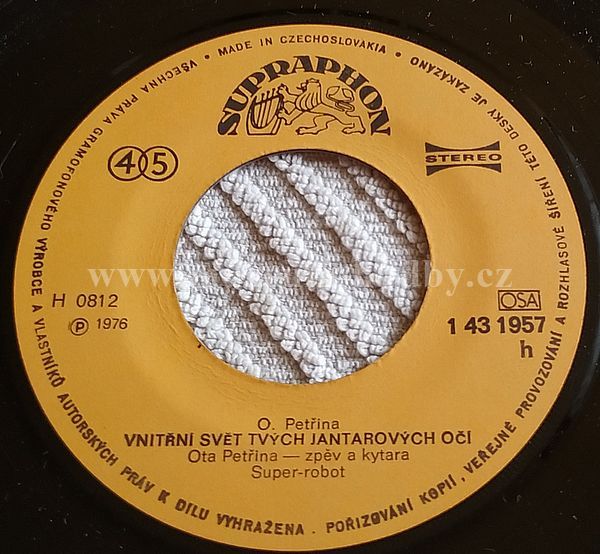 VŠECHNA PRÁVA GRAMOFONOVÉHO VÝROBCE A VLASTNÍKŮ AUTORSKÝCH PRÁV K DÍLU VYHRAŽENA . POŘIZOVÁNÍ KOPIÍ , VEŘEJNÉ PROVOZOVÁNÍ A ROZHLASOVÉ ŠÍŘENÍ TÉTO DESKY JE ZAKÁZÁNO
• MADE IN CZECHOSLOVAKIA •
SUPRAPHON
45
STEREO
H 0812
Ⓟ 1976
OSA
1 43 1957
h
O. Petřina
VNITŘNÍ SVĚT TVÝCH JANTAROVÝCH OČÍ
Ota Petřina — zpěv a kytara
Super-robot